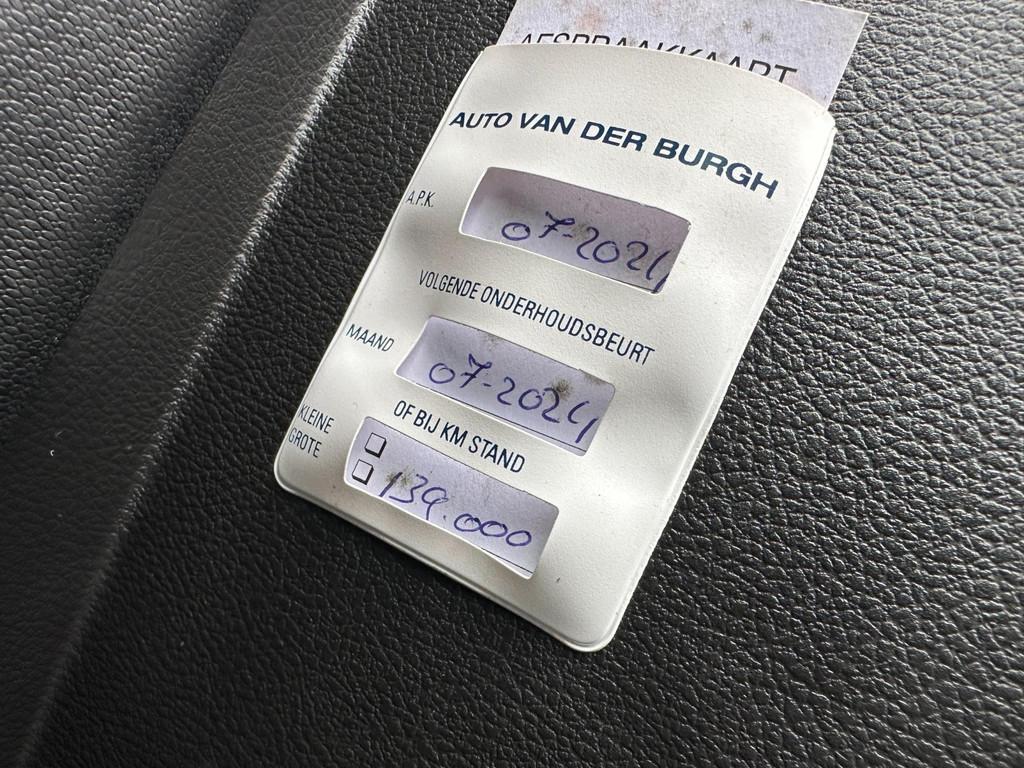 AFSPRAAKKAART
AUTO VAN DER BURGH
A.P.K.
07-2024
VOLGENDE ONDERHOUDSBEURT
MAAND
07-2024
OF BIJ KM STAND
KLEINE
GROTE
139.000